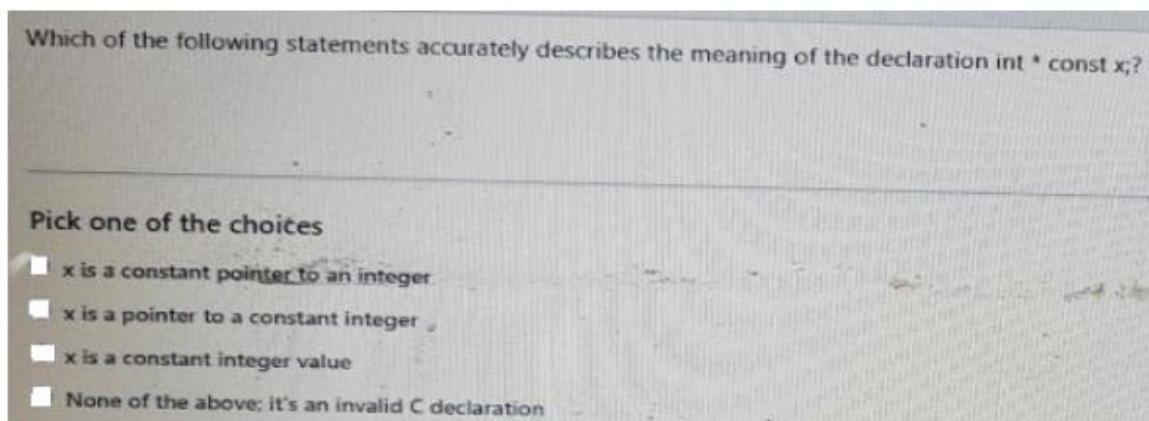 Which of the following statements accurately describes the meaning of the declaration int * const x;?
Pick one of the choices
x is a constant pointer to an integer
x is a pointer to a constant integer
x is a constant integer value
None of the above; it's an invalid C declaration